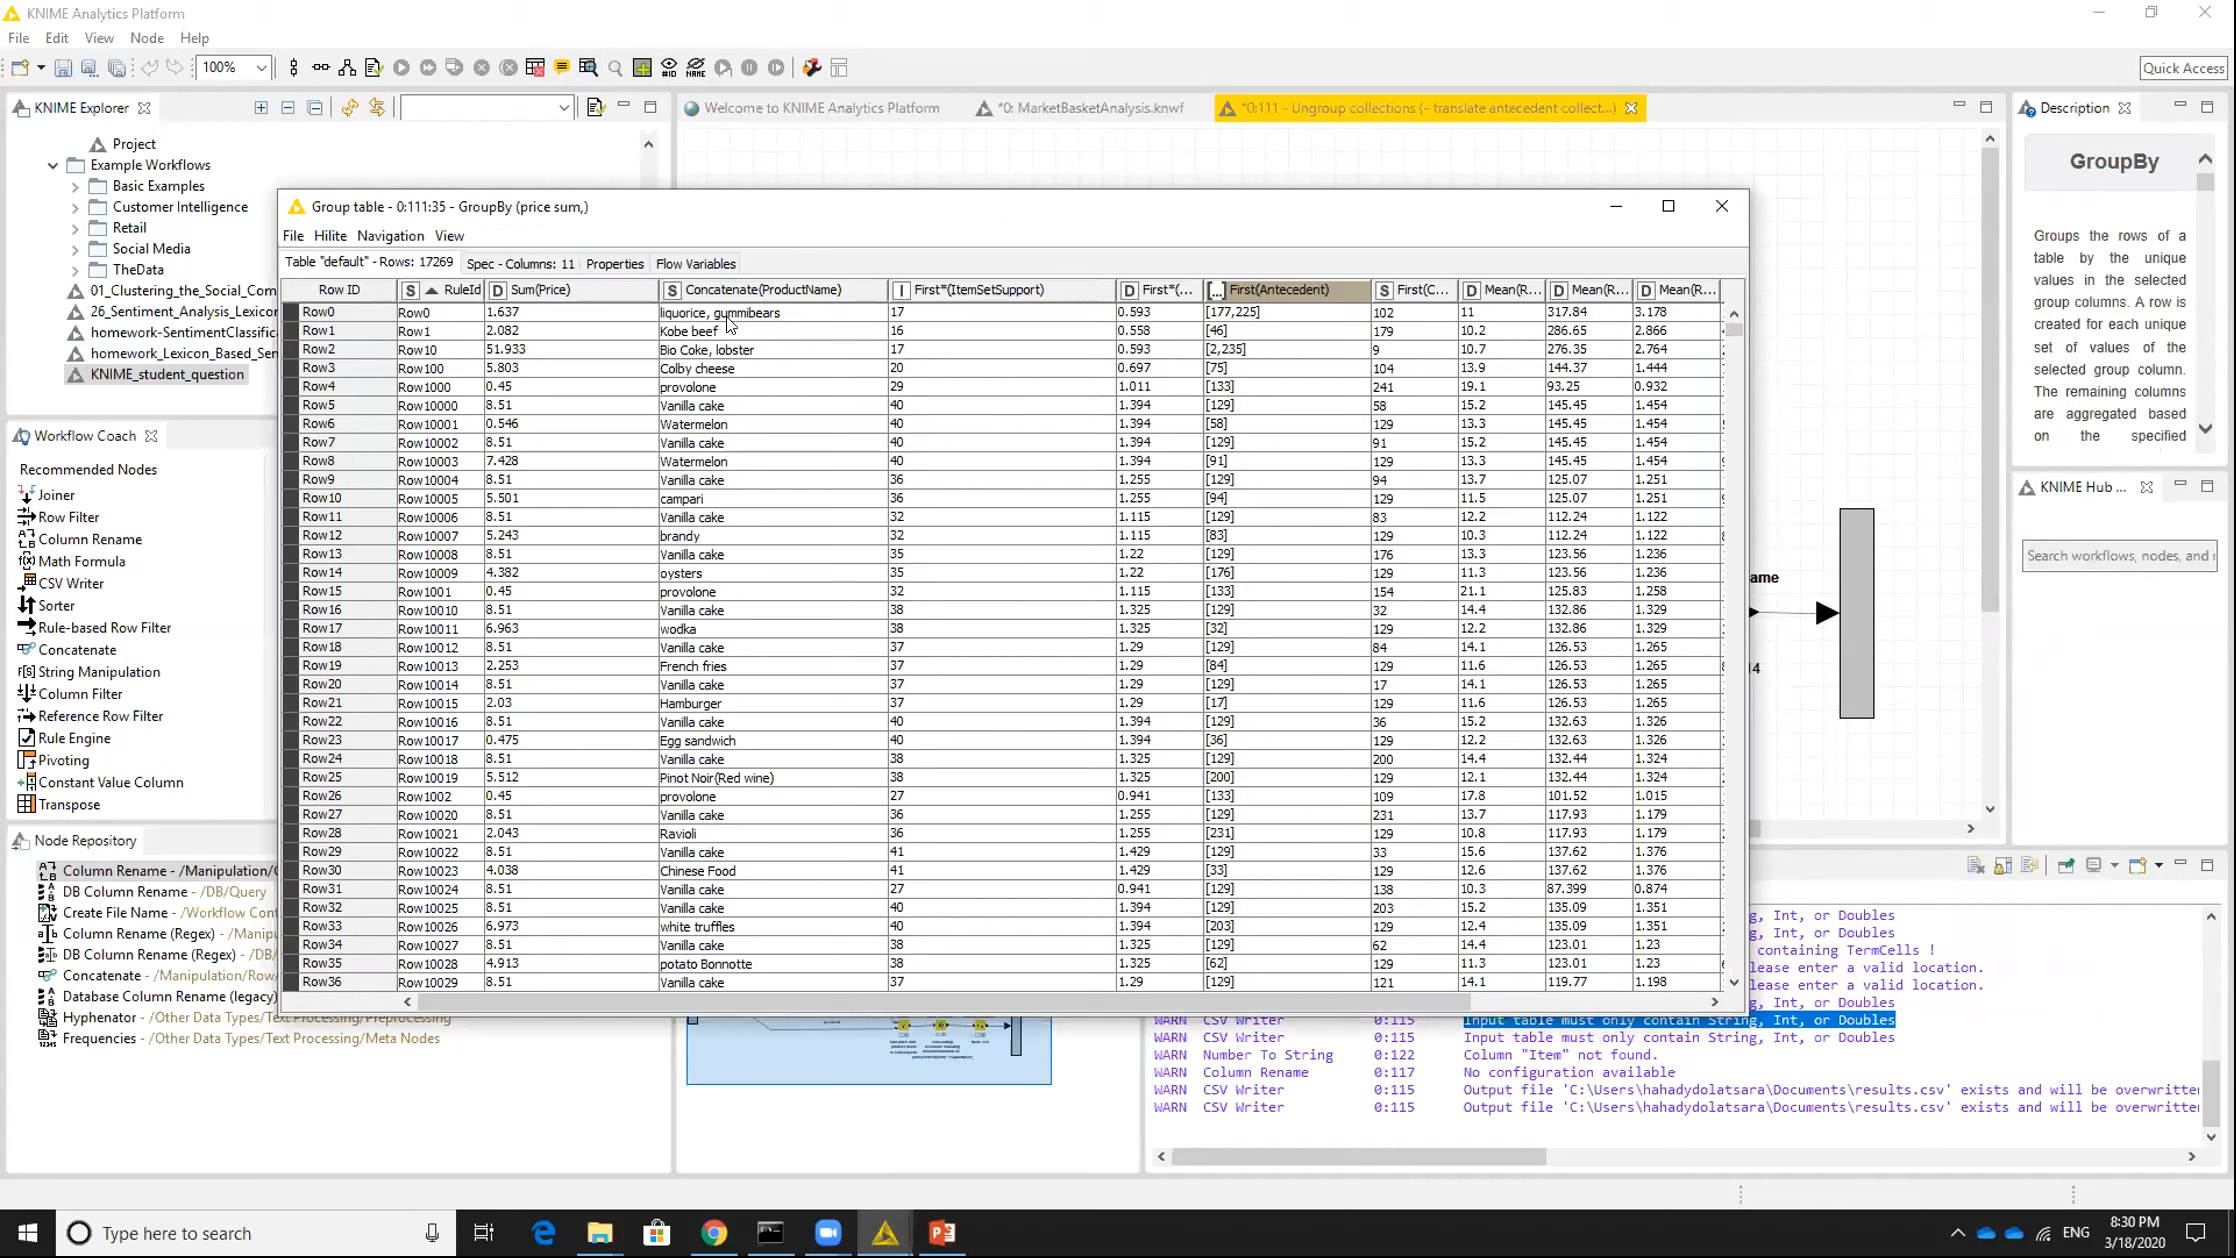 KNIME Analytics Platform
File Edit View Node Help
100%
Quick Access
KNIME Explorer
Welcome to KNIME Analytics Platform
*0: MarketBasketAnalysis.knwf
*0:111 - Ungroup collections (~ translate antecedent collect...)
Description
Project
Example Workflows
Basic Examples
Customer Intelligence
Retail
Social Media
TheData
01_Clustering_the_Social_Com
26_Sentiment_Analysis_Lexicor
homework-SentimentClassific
homework_Lexicon_Based_Sen
KNIME_student_question
Workflow Coach
Recommended Nodes
Joiner
Row Filter
Column Rename
Math Formula
CSV Writer
Sorter
Rule-based Row Filter
Concatenate
String Manipulation
Column Filter
Reference Row Filter
Rule Engine
Pivoting
Constant Value Column
Transpose
Node Repository
Column Rename - /Manipulation/C
DB Column Rename - /DB/Query
Create File Name - /Workflow Cont
Column Rename (Regex) - /Manipu
DB Column Rename (Regex) - /DB/
Concatenate - /Manipulation/Row/
Database Column Rename (legacy)
Hyphenator - /Other Data Types/Text Processing/Preprocessing
Frequencies - /Other Data Types/Text Processing/Meta Nodes
Group table - 0:111:35 - GroupBy (price sum,)
File Hilite Navigation View
Table "default" - Rows: 17269 Spec - Columns: 11 Properties Flow Variables
Row ID S RuleId D Sum(Price) S Concatenate(ProductName) I First*(ItemSetSupport) D First*(... [...] First(Antecedent) S First(C... D Mean(R... D Mean(R... D Mean(R...
Row0 Row0 1.637 liquorice, gummibears 17 0.593 [177,225] 102 11 317.84 3.178
Row1 Row1 2.082 Kobe beef 16 0.558 [46] 179 10.2 286.65 2.866
Row2 Row10 51.933 Bio Coke, lobster 17 0.593 [2,235] 9 10.7 276.35 2.764
Row3 Row100 5.803 Colby cheese 20 0.697 [75] 104 13.9 144.37 1.444
Row4 Row1000 0.45 provolone 29 1.011 [133] 241 19.1 93.25 0.932
Row5 Row10000 8.51 Vanilla cake 40 1.394 [129] 58 15.2 145.45 1.454
Row6 Row10001 0.546 Watermelon 40 1.394 [58] 129 13.3 145.45 1.454
Row7 Row10002 8.51 Vanilla cake 40 1.394 [129] 91 15.2 145.45 1.454
Row8 Row10003 7.428 Watermelon 40 1.394 [91] 129 13.3 145.45 1.454
Row9 Row10004 8.51 Vanilla cake 36 1.255 [129] 94 13.7 125.07 1.251
Row10 Row10005 5.501 campari 36 1.255 [94] 129 11.5 125.07 1.251
Row11 Row10006 8.51 Vanilla cake 32 1.115 [129] 83 12.2 112.24 1.122
Row12 Row10007 5.243 brandy 32 1.115 [83] 129 10.3 112.24 1.122
Row13 Row10008 8.51 Vanilla cake 35 1.22 [129] 176 13.3 123.56 1.236
Row14 Row10009 4.382 oysters 35 1.22 [176] 129 11.3 123.56 1.236
Row15 Row1001 0.45 provolone 32 1.115 [133] 154 21.1 125.83 1.258
Row16 Row10010 8.51 Vanilla cake 38 1.325 [129] 32 14.4 132.86 1.329
Row17 Row10011 6.963 wodka 38 1.325 [32] 129 12.2 132.86 1.329
Row18 Row10012 8.51 Vanilla cake 37 1.29 [129] 84 14.1 126.53 1.265
Row19 Row10013 2.253 French fries 37 1.29 [84] 129 11.6 126.53 1.265
Row20 Row10014 8.51 Vanilla cake 37 1.29 [129] 17 14.1 126.53 1.265
Row21 Row10015 2.03 Hamburger 37 1.29 [17] 129 11.6 126.53 1.265
Row22 Row10016 8.51 Vanilla cake 40 1.394 [129] 36 15.2 132.63 1.326
Row23 Row10017 0.475 Egg sandwich 40 1.394 [36] 129 12.2 132.63 1.326
Row24 Row10018 8.51 Vanilla cake 38 1.325 [129] 200 14.4 132.44 1.324
Row25 Row10019 5.512 Pinot Noir(Red wine) 38 1.325 [200] 129 12.1 132.44 1.324
Row26 Row1002 0.45 provolone 27 0.941 [133] 109 17.8 101.52 1.015
Row27 Row10020 8.51 Vanilla cake 36 1.255 [129] 231 13.7 117.93 1.179
Row28 Row10021 2.043 Ravioli 36 1.255 [231] 129 10.8 117.93 1.179
Row29 Row10022 8.51 Vanilla cake 41 1.429 [129] 33 15.6 137.62 1.376
Row30 Row10023 4.038 Chinese Food 41 1.429 [33] 129 12.6 137.62 1.376
Row31 Row10024 8.51 Vanilla cake 27 0.941 [129] 138 10.3 87.399 0.874
Row32 Row10025 8.51 Vanilla cake 40 1.394 [129] 203 15.2 135.09 1.351
Row33 Row10026 6.973 white truffles 40 1.394 [203] 129 12.4 135.09 1.351
Row34 Row10027 8.51 Vanilla cake 38 1.325 [129] 62 14.4 123.01 1.23
Row35 Row10028 4.913 potato Bonnotte 38 1.325 [62] 129 11.3 123.01 1.23
Row36 Row10029 8.51 Vanilla cake 37 1.29 [129] 121 14.1 119.77 1.198
ame
14
GroupBy
Groups the rows of a
table by the unique
values in the selected
group columns. A row is
created for each unique
set of values of the
selected group column.
The remaining columns
are aggregated based
on the specified
KNIME Hub ...
Search workflows, nodes, and
g, Int, or Doubles
g, Int, or Doubles
containing TermCells !
lease enter a valid location.
lease enter a valid location.
g, Int, or Doubles
WARN CSV Writer 0:115 Input table must only contain String, Int, or Doubles
WARN CSV Writer 0:115 Input table must only contain String, Int, or Doubles
WARN Number To String 0:122 Column "Item" not found.
WARN Column Rename 0:117 No configuration available
WARN CSV Writer 0:115 Output file 'C:\Users\hahadydolatsara\Documents\results.csv' exists and will be overwritte
WARN CSV Writer 0:115 Output file 'C:\Users\hahadydolatsara\Documents\results.csv' exists and will be overwritte
Type here to search
ENG
8:30 PM
3/18/2020